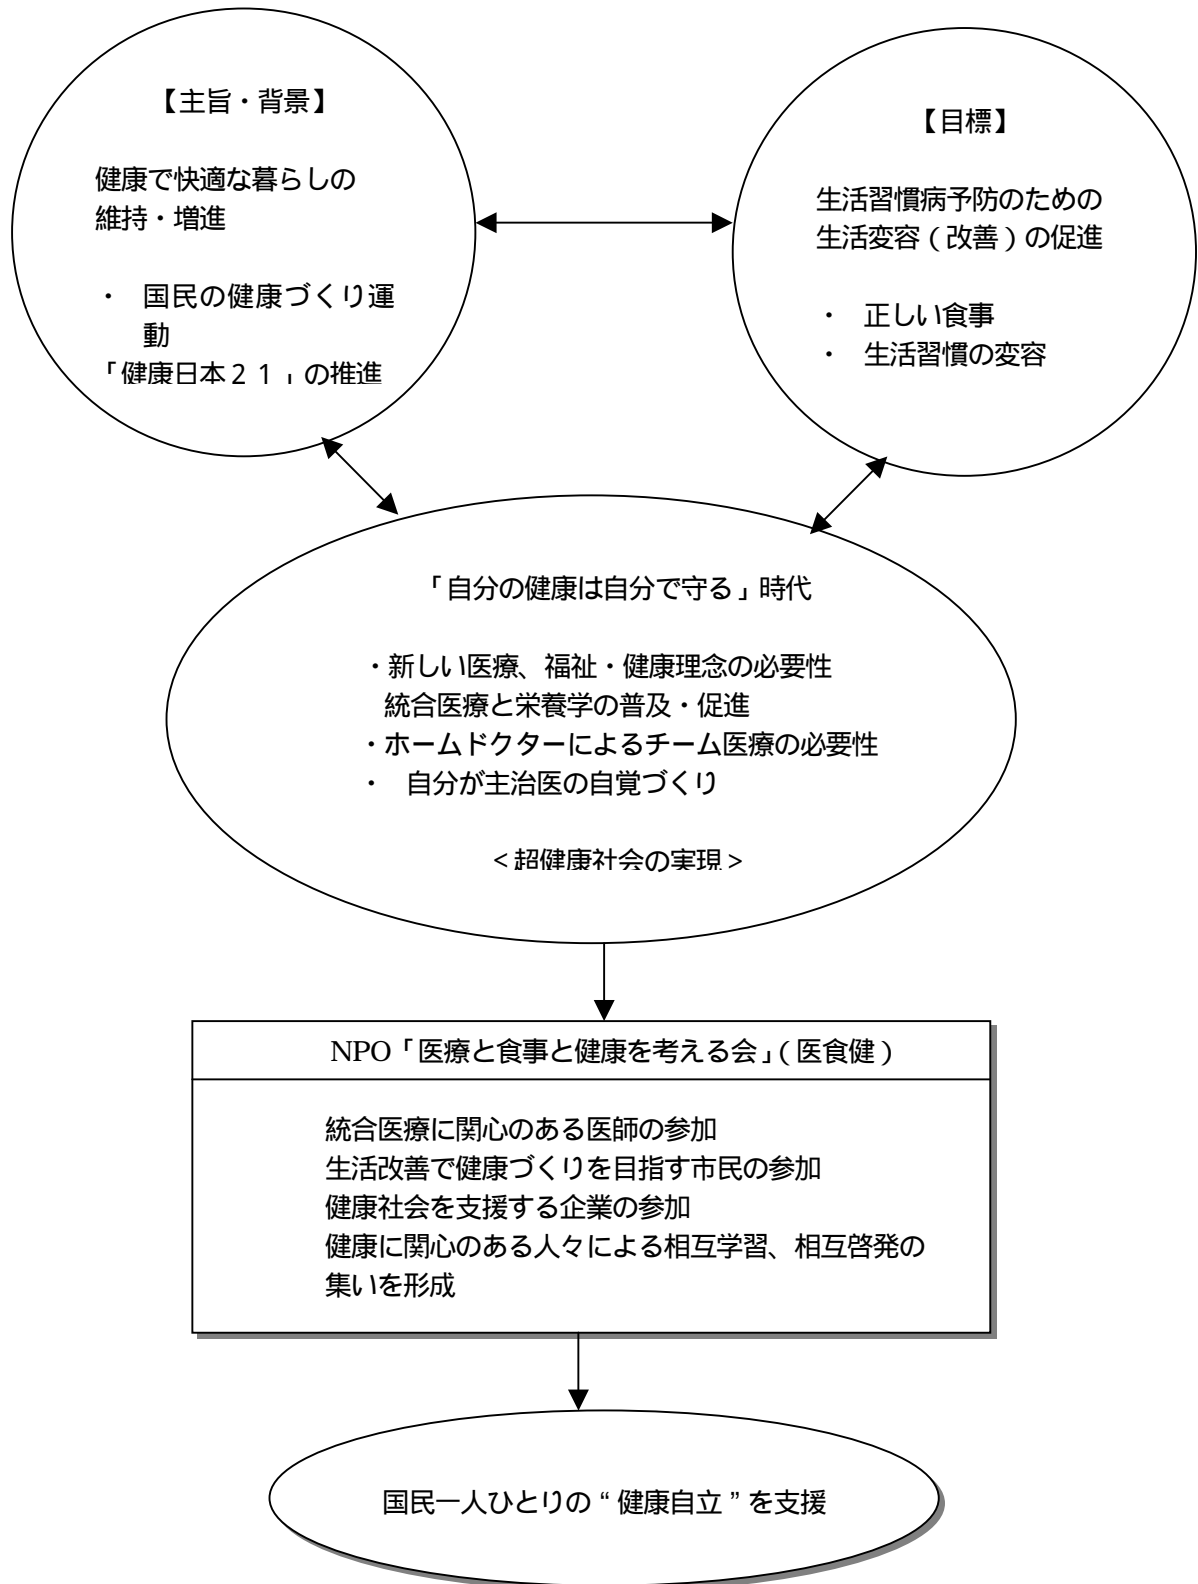 【主旨・背景】
健康で快適な暮らしの
維持・増進
・ 国民の健康づくり運
動
「健康日本２１」の推進
【目標】
生活習慣病予防のための
生活変容（改善）の促進
・ 正しい食事
・ 生活習慣の変容
「自分の健康は自分で守る」時代
・新しい医療、福祉・健康理念の必要性
統合医療と栄養学の普及・促進
・ホームドクターによるチーム医療の必要性
・ 自分が主治医の自覚づくり
＜超健康社会の実現＞
NPO「医療と食事と健康を考える会」（医食健）
統合医療に関心のある医師の参加
生活改善で健康づくりを目指す市民の参加
健康社会を支援する企業の参加
健康に関心のある人々による相互学習、相互啓発の
集いを形成
国民一人ひとりの“健康自立”を支援